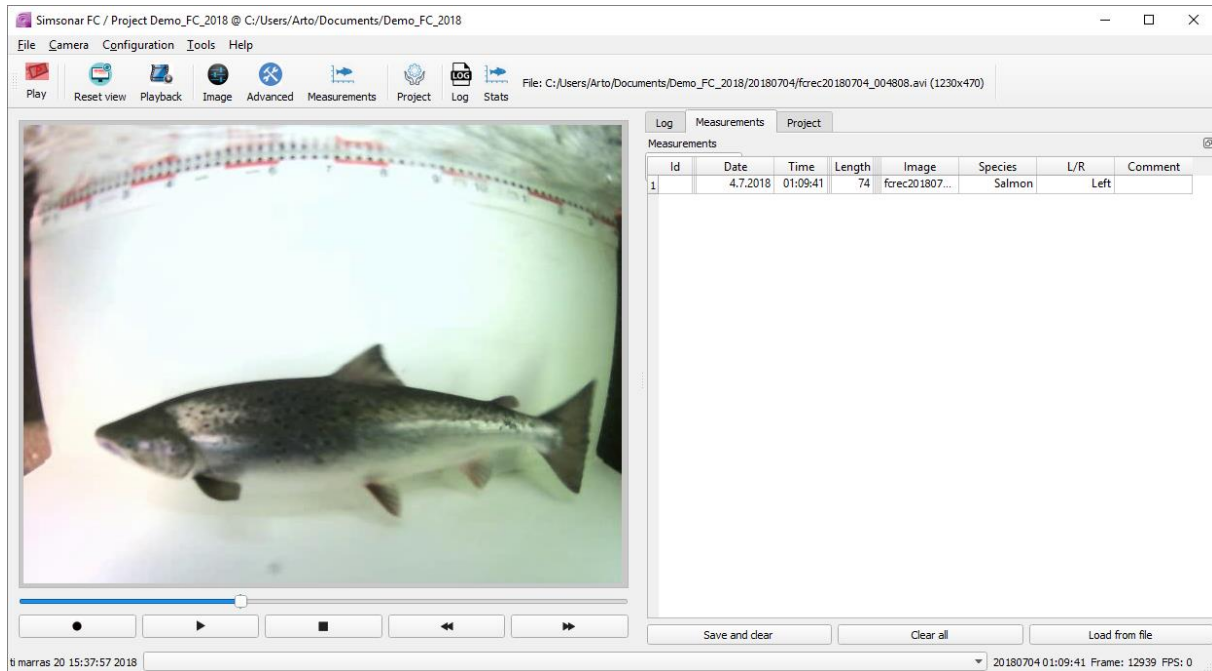 Simsonar FC / Project Demo_FC_2018 @ C:/Users/Arto/Documents/Demo_FC_2018
File Camera Configuration Tools Help
Play Reset view Playback Image Advanced Measurements Project Log Stats File: C:/Users/Arto/Documents/Demo_FC_2018/20180704/fcrec20180704_004808.avi (1230x470)
LOG
Log Measurements Project
Measurements
Id Date Time Length Image Species L/R Comment
1 4.7.2018 01:09:41 74 fcrec201807... Salmon Left
Save and clear Clear all Load from file
ti marras 20 15:37:57 2018 20180704 01:09:41 Frame: 12939 FPS: 0